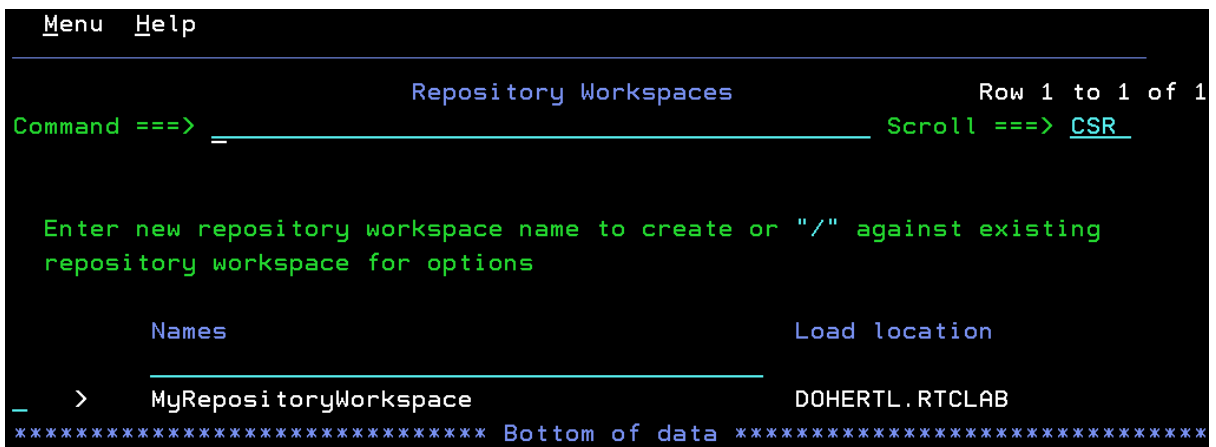 Menu Help
Repository Workspaces Row 1 to 1 of 1
Command ===> Scroll ===> CSR
Enter new repository workspace name to create or "/" against existing
repository workspace for options
Names Load location
_ > MyRepositoryWorkspace DOHERTL.RTCLAB
******************************* Bottom of data *******************************